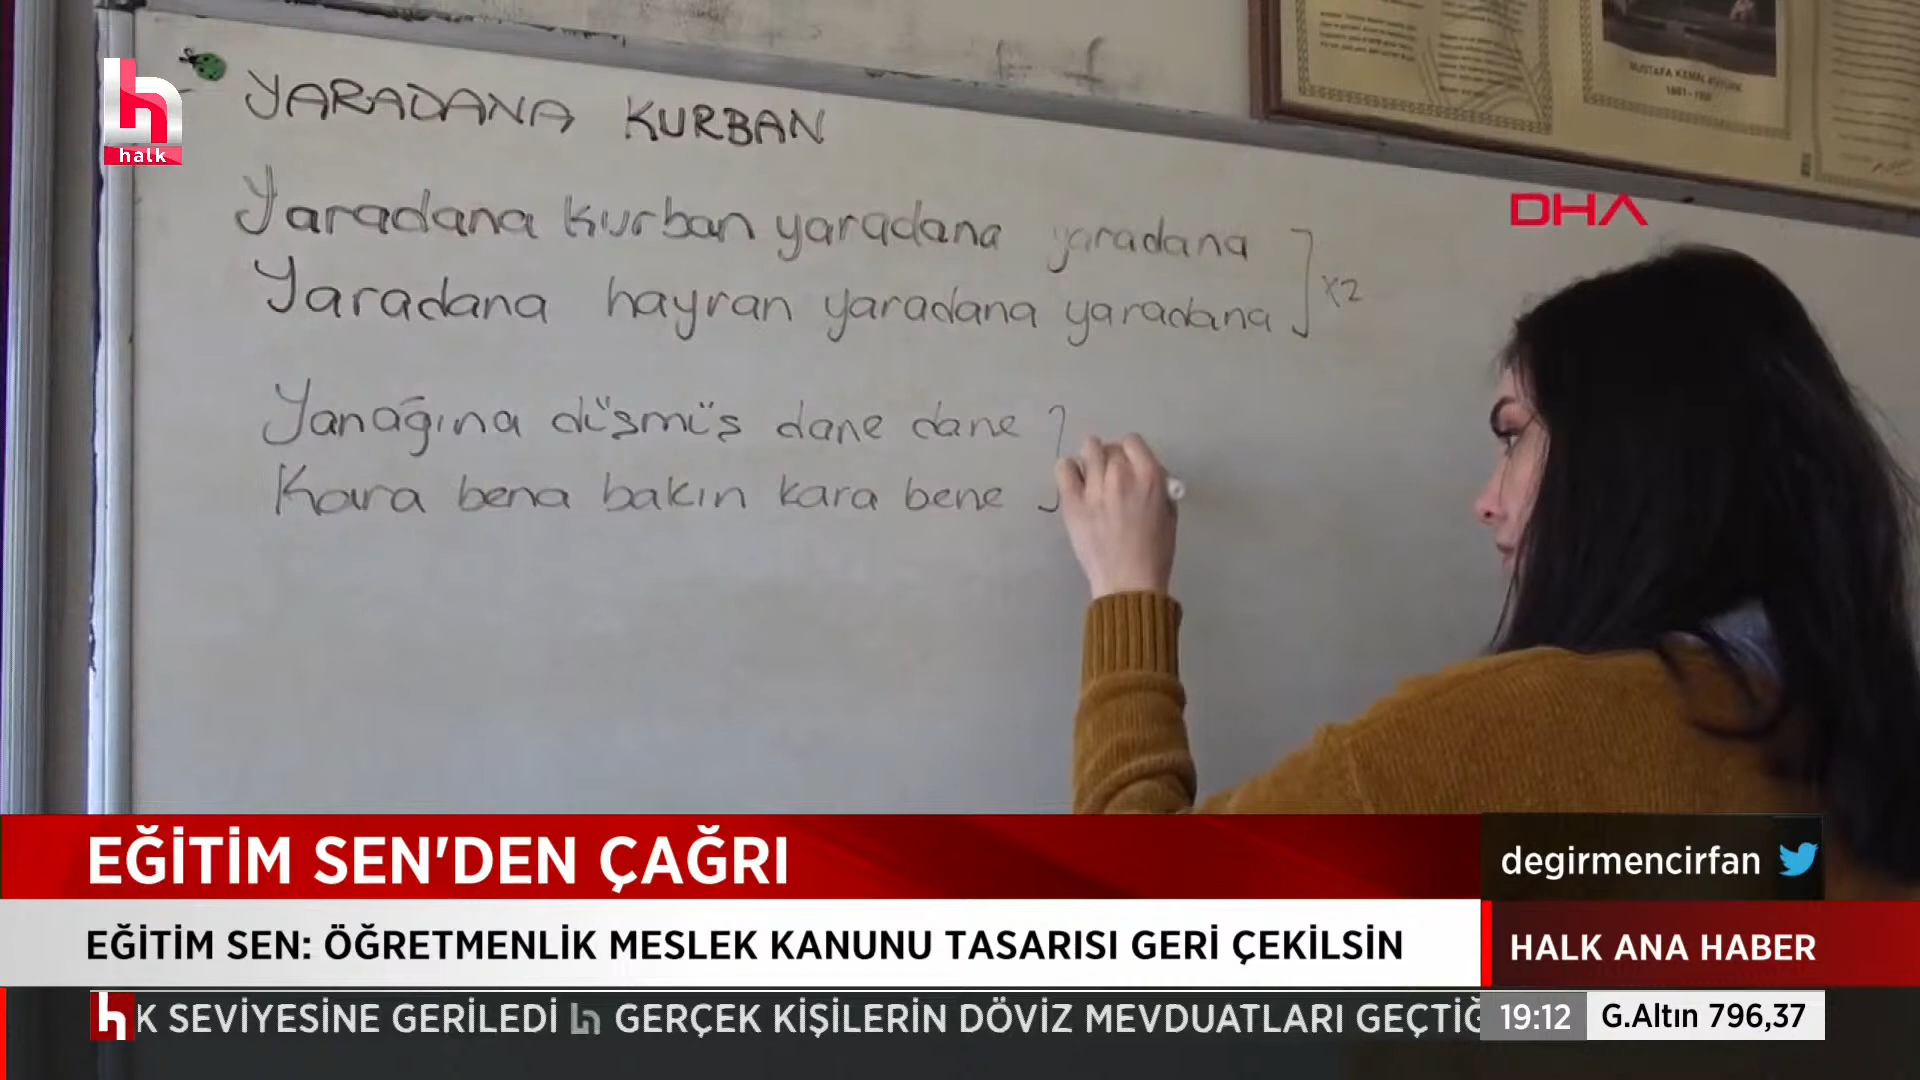 halk
YARADANA KURBAN
Yaradana kurban yaradana yaradana
Yaradana hayran yaradana yaradana
x2
Yanağına düşmüş dane dane
Kara bena bakın kara bene
MUSTAFA KEMAL ATATÜRK
DHA
EĞİTİM SEN'DEN ÇAĞRI
degirmencirfan
EĞİTİM SEN: ÖĞRETMENLİK MESLEK KANUNU TASARISI GERİ ÇEKİLSİN
HALK ANA HABER
K SEVİYESİNE GERİLEDİ h GERÇEK KİŞİLERİN DÖVİZ MEVDUATLARI GEÇTİĞ
19:12
G.Altın 796,37